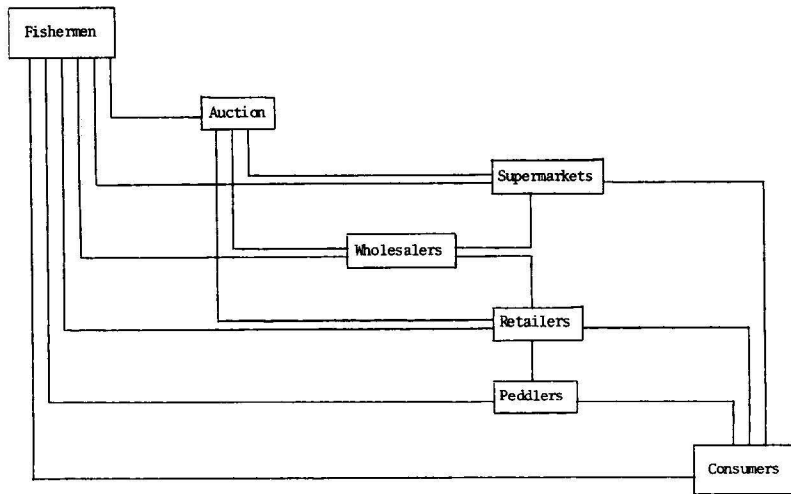 Fishermen
Auction
Supermarkets
Wholesalers
Retailers
Peddlers
Consumers